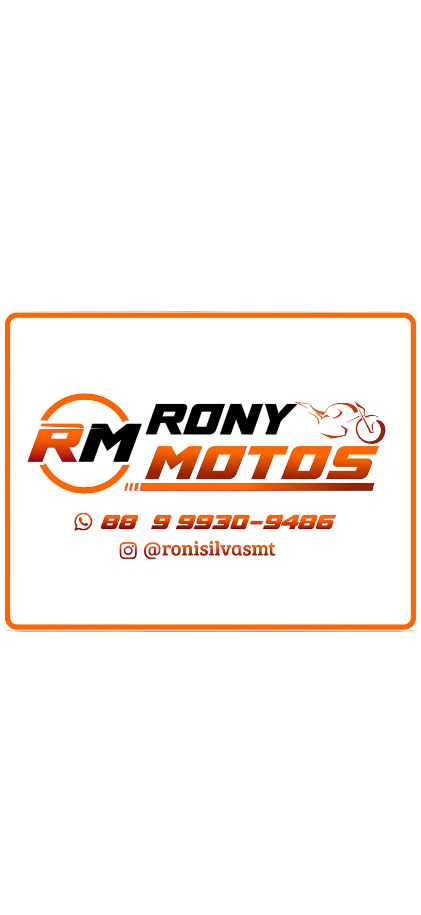 RM
RONY
MOTOS
88 9 9930-9486
@ronisilvasmt